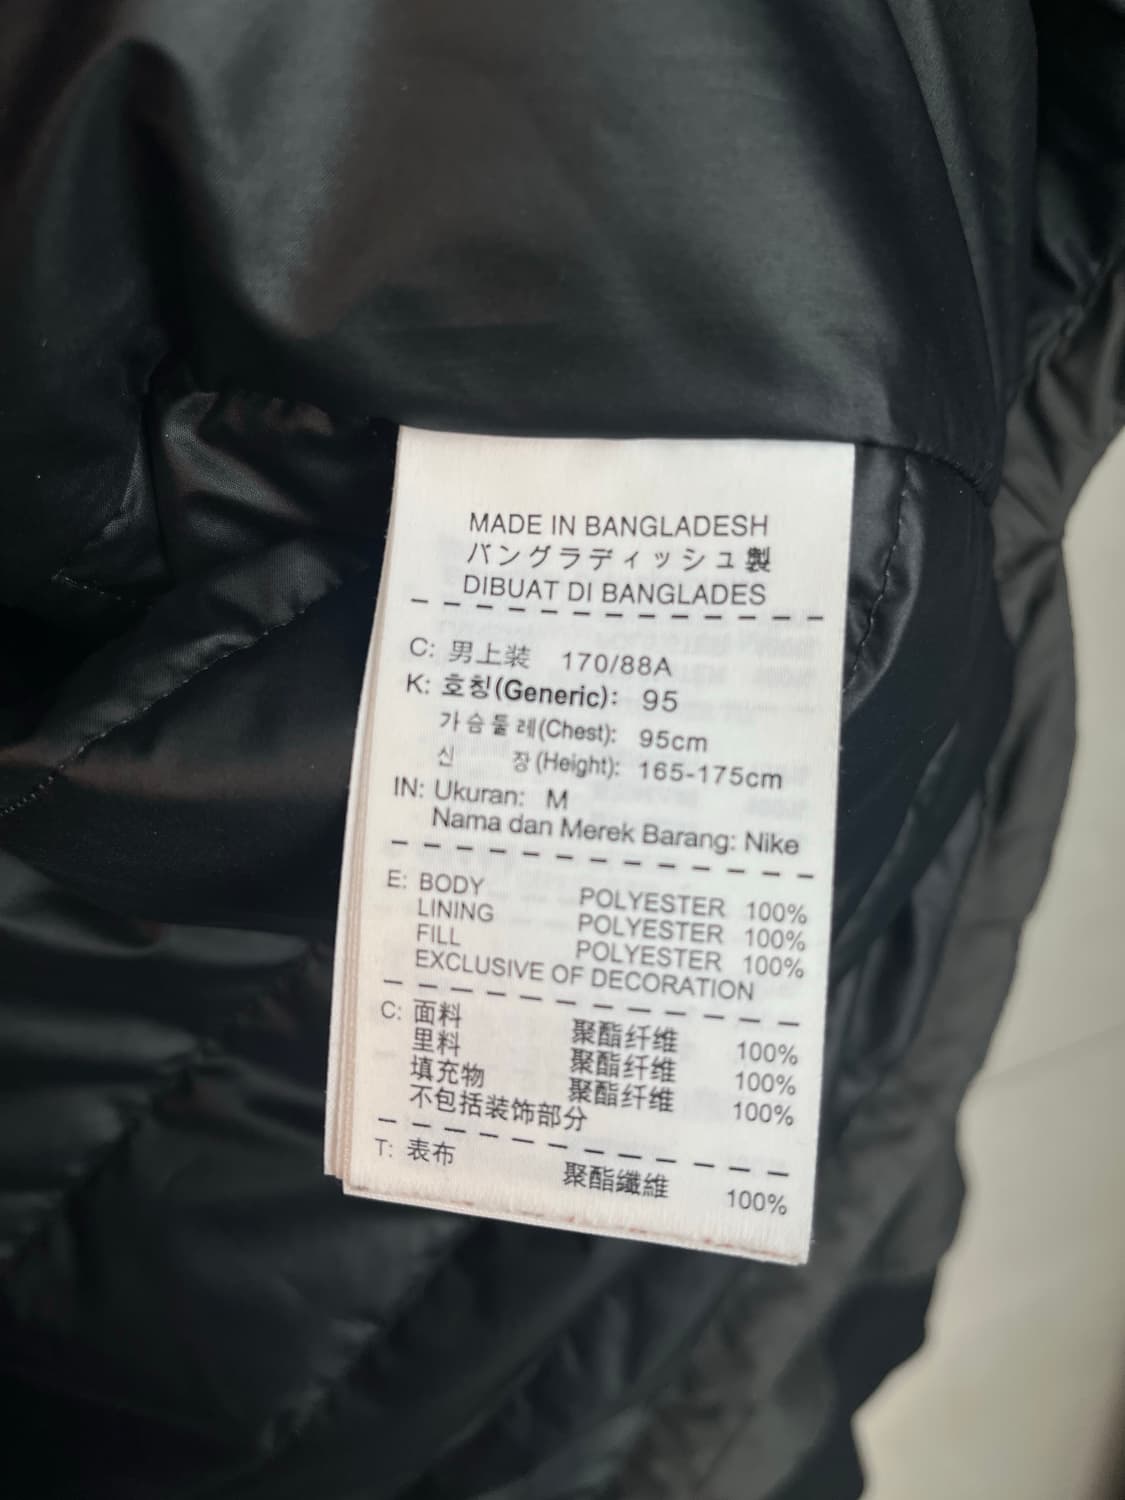 MADE IN BANGLADESH
バングラディッシュ製
DIBUAT DI BANGLADES
C: 男上装 170/88A
K: 호칭(Generic): 95
가슴둘레(Chest): 95cm
신 장(Height): 165-175cm
IN: Ukuran: M
Nama dan Merek Barang: Nike
E: BODY POLYESTER 100%
LINING POLYESTER 100%
FILL POLYESTER 100%
EXCLUSIVE OF DECORATION
C: 面料 聚酯纤维 100%
里料 聚酯纤维 100%
填充物 聚酯纤维 100%
不包括装饰部分
T: 表布 聚酯纖維 100%